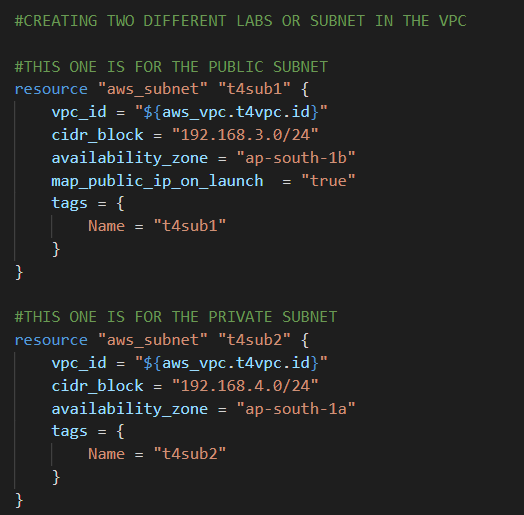 #CREATING TWO DIFFERENT LABS OR SUBNET IN THE VPC
#THIS ONE IS FOR THE PUBLIC SUBNET
resource "aws_subnet" "t4sub1" {
    vpc_id = "${aws_vpc.t4vpc.id}"
    cidr_block = "192.168.3.0/24"
    availability_zone = "ap-south-1b"
    map_public_ip_on_launch  = "true"
    tags = {
        Name = "t4sub1"
    }
}
#THIS ONE IS FOR THE PRIVATE SUBNET
resource "aws_subnet" "t4sub2" {
    vpc_id = "${aws_vpc.t4vpc.id}"
    cidr_block = "192.168.4.0/24"
    availability_zone = "ap-south-1a"
    tags = {
        Name = "t4sub2"
    }
}